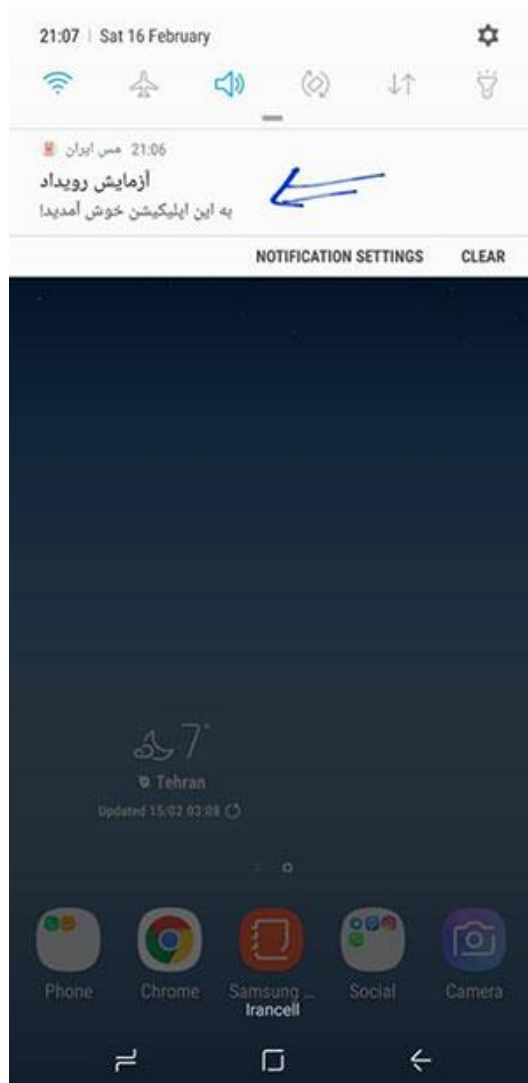 21:07 | Sat 16 February
مس ایران 21:06
آزمایش رویداد
به این اپلیکیشن خوش آمدید!
NOTIFICATION SETTINGS CLEAR
7°
Tehran
Updated 15/02 03:08
Phone Chrome Samsung ... Social Camera
Irancell